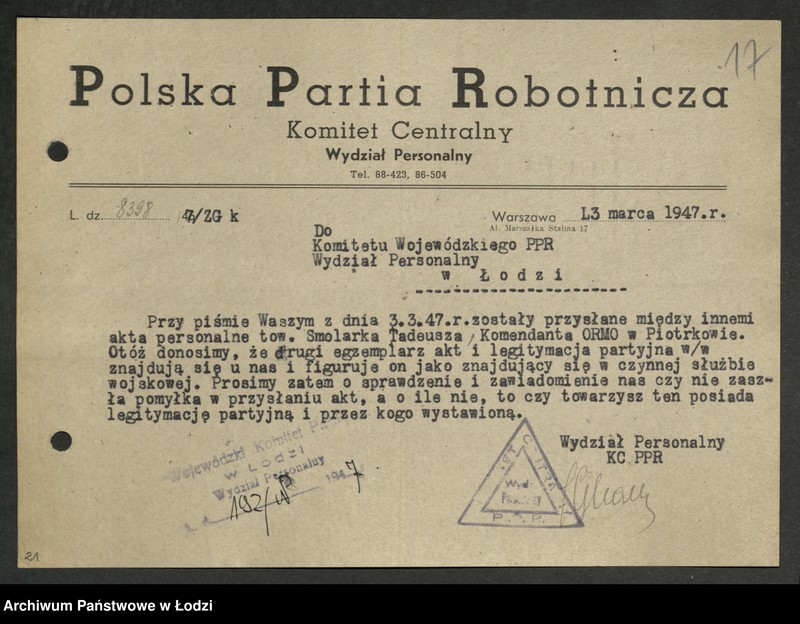 17
Polska Partia Robotnicza
Komitet Centralny
Wydział Personalny
Tel. 88-423, 86-504
L. dz. 8398 /47/ZG k
Warszawa 13 marca 1947.r.
Al. Marszałka Stalina 17
Do
Komitetu Wojewódzkiego PPR
Wydział Personalny
w Łodzi
Przy piśmie Waszym z dnia 3.3.47.r.zostały przysłane między innemi
akta personalne tow. Smolarka Tadeusza, Komendanta ORMO w Piotrkowie.
Otóż donosimy, że drugi egzemplarz akt i legitymacja partyjna w/w
znajdują się u nas i figuruje on jako znajdujący się w czynnej służbie
wojskowej. Prosimy zatem o sprawdzenie i zawiadomienie nas czy nie zasz-
ła pomyłka w przysłaniu akt, a o ile nie, to czy towarzysz ten posiada
legitymację partyjną i przez kogo wystawioną.
Wydział Personalny
KC PPR
Wojewódzki Komitet
w Łodzi
Wydział Personalny
192/ 1947
P.P.R.
21
Archiwum Państwowe w Łodzi